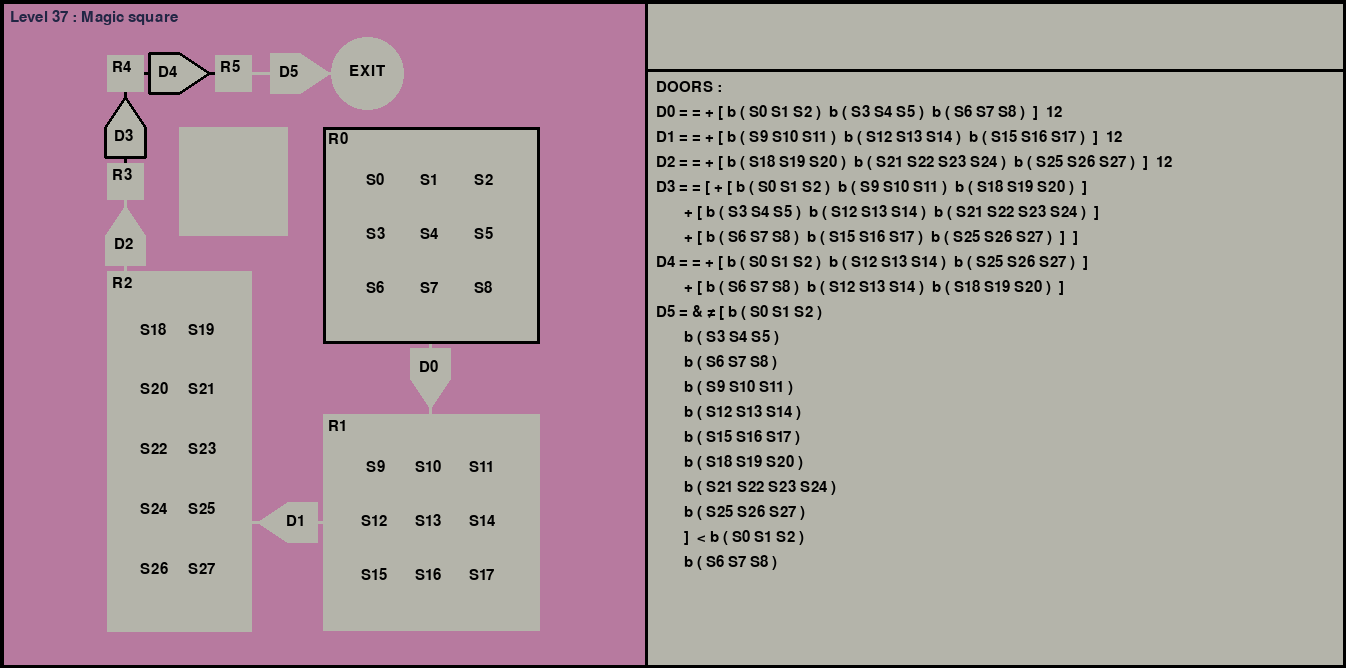 Level 37 : Magic square
R4 D4 R5 D5 EXIT
D3
R3
D2
R0
S0 S1 S2
S3 S4 S5
S6 S7 S8
D0
R2
S18 S19
S20 S21
S22 S23
S24 S25
S26 S27
D1
R1
S9 S10 S11
S12 S13 S14
S15 S16 S17
DOORS :
D0 = = + [ b ( S0 S1 S2 ) b ( S3 S4 S5 ) b ( S6 S7 S8 ) ] 12
D1 = = + [ b ( S9 S10 S11 ) b ( S12 S13 S14 ) b ( S15 S16 S17 ) ] 12
D2 = = + [ b ( S18 S19 S20 ) b ( S21 S22 S23 S24 ) b ( S25 S26 S27 ) ] 12
D3 = = [ + [ b ( S0 S1 S2 ) b ( S9 S10 S11 ) b ( S18 S19 S20 ) ]
+ [ b ( S3 S4 S5 ) b ( S12 S13 S14 ) b ( S21 S22 S23 S24 ) ]
+ [ b ( S6 S7 S8 ) b ( S15 S16 S17 ) b ( S25 S26 S27 ) ] ]
D4 = = + [ b ( S0 S1 S2 ) b ( S12 S13 S14 ) b ( S25 S26 S27 ) ]
+ [ b ( S6 S7 S8 ) b ( S12 S13 S14 ) b ( S18 S19 S20 ) ]
D5 = & ≠ [ b ( S0 S1 S2 )
b ( S3 S4 S5 )
b ( S6 S7 S8 )
b ( S9 S10 S11 )
b ( S12 S13 S14 )
b ( S15 S16 S17 )
b ( S18 S19 S20 )
b ( S21 S22 S23 S24 )
b ( S25 S26 S27 )
] < b ( S0 S1 S2 )
b ( S6 S7 S8 )